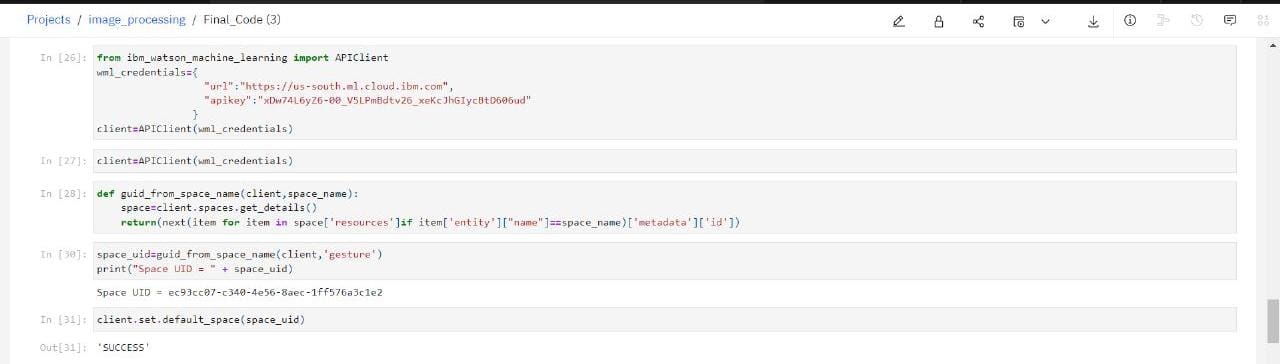 Projects / image_processing / Final_Code (3)
In [26]: from ibm_watson_machine_learning import APIClient
wml_credentials={
"url":"https://us-south.ml.cloud.ibm.com",
"apikey":"xDw74L6yZ6-00_V5LPmBdtv26_xeKcJhGIycBtD606ud"
}
client=APIClient(wml_credentials)
In [27]: client=APIClient(wml_credentials)
In [28]: def guid_from_space_name(client,space_name):
space=client.spaces.get_details()
return(next(item for item in space['resources']if item['entity']["name"]==space_name)['metadata']['id'])
In [30]: space_uid=guid_from_space_name(client,'gesture')
print("Space UID = " + space_uid)
Space UID = ec93cc07-c340-4e56-8aec-1ff576a3c1e2
In [31]: client.set.default_space(space_uid)
Out[31]: 'SUCCESS'